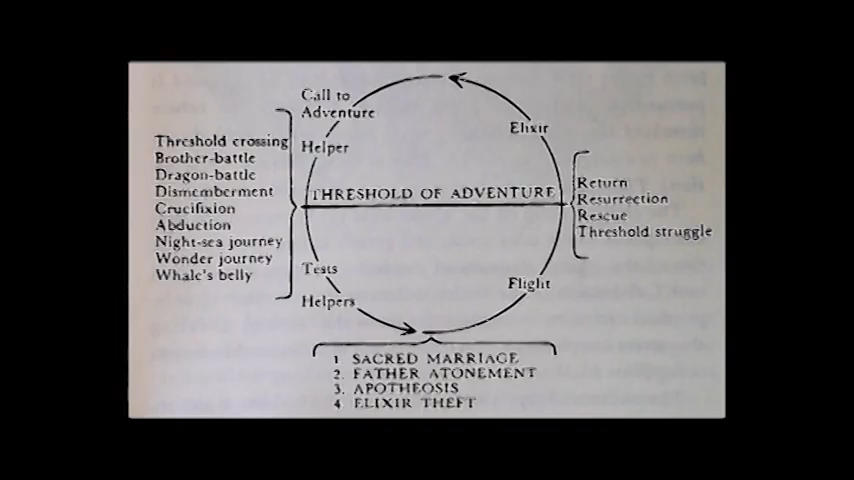 Call to
Adventure
Helper
Elixir
Threshold crossing
Brother-battle
Dragon-battle
Dismemberment
Crucifixion
Abduction
Night-sea journey
Wonder journey
Whale's belly
THRESHOLD OF ADVENTURE
Return
Resurrection
Rescue
Threshold struggle
Tests
Helpers
Flight
1 SACRED MARRIAGE
2. FATHER ATONEMENT
3. APOTHEOSIS
4 ELIXIR THEFT